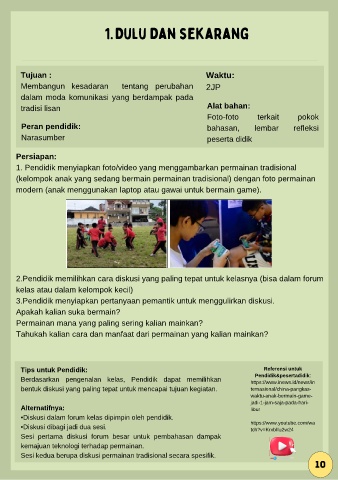 1. DULU DAN SEKARANG
Tujuan :
Membangun kesadaran tentang perubahan
dalam moda komunikasi yang berdampak pada
tradisi lisan
Peran pendidik:
Narasumber
Waktu:
2JP
Alat bahan:
Foto-foto terkait pokok
bahasan, lembar refleksi
peserta didik
Persiapan:
1. Pendidik menyiapkan foto/video yang menggambarkan permainan tradisional
(kelompok anak yang sedang bermain permainan tradisional) dengan foto permainan
modern (anak menggunakan laptop atau gawai untuk bermain game).
2.Pendidik memilihkan cara diskusi yang paling tepat untuk kelasnya (bisa dalam forum
kelas atau dalam kelompok kecil)
3.Pendidik menyiapkan pertanyaan pemantik untuk menggulirkan diskusi.
Apakah kalian suka bermain?
Permainan mana yang paling sering kalian mainkan?
Tahukah kalian cara dan manfaat dari permainan yang kalian mainkan?
Tips untuk Pendidik:
Berdasarkan pengenalan kelas, Pendidik dapat memilihkan
bentuk diskusi yang paling tepat untuk mencapai tujuan kegiatan.
Alternatifnya:
•Diskusi dalam forum kelas dipimpin oleh pendidik.
•Diskusi dibagi jadi dua sesi.
Sesi pertama diskusi forum besar untuk pembahasan dampak
kemajuan teknologi terhadap permainan.
Sesi kedua berupa diskusi permainan tradisional secara spesifik.
Referensi untuk
Pendidik&pesertadidik:
https://www.inews.id/news/in
ternasional/china-pangkas-
waktu-anak-bermain-game-
jadi-1-jam-saja-pada-hari-
libur
https://www.youtube.com/wa
10